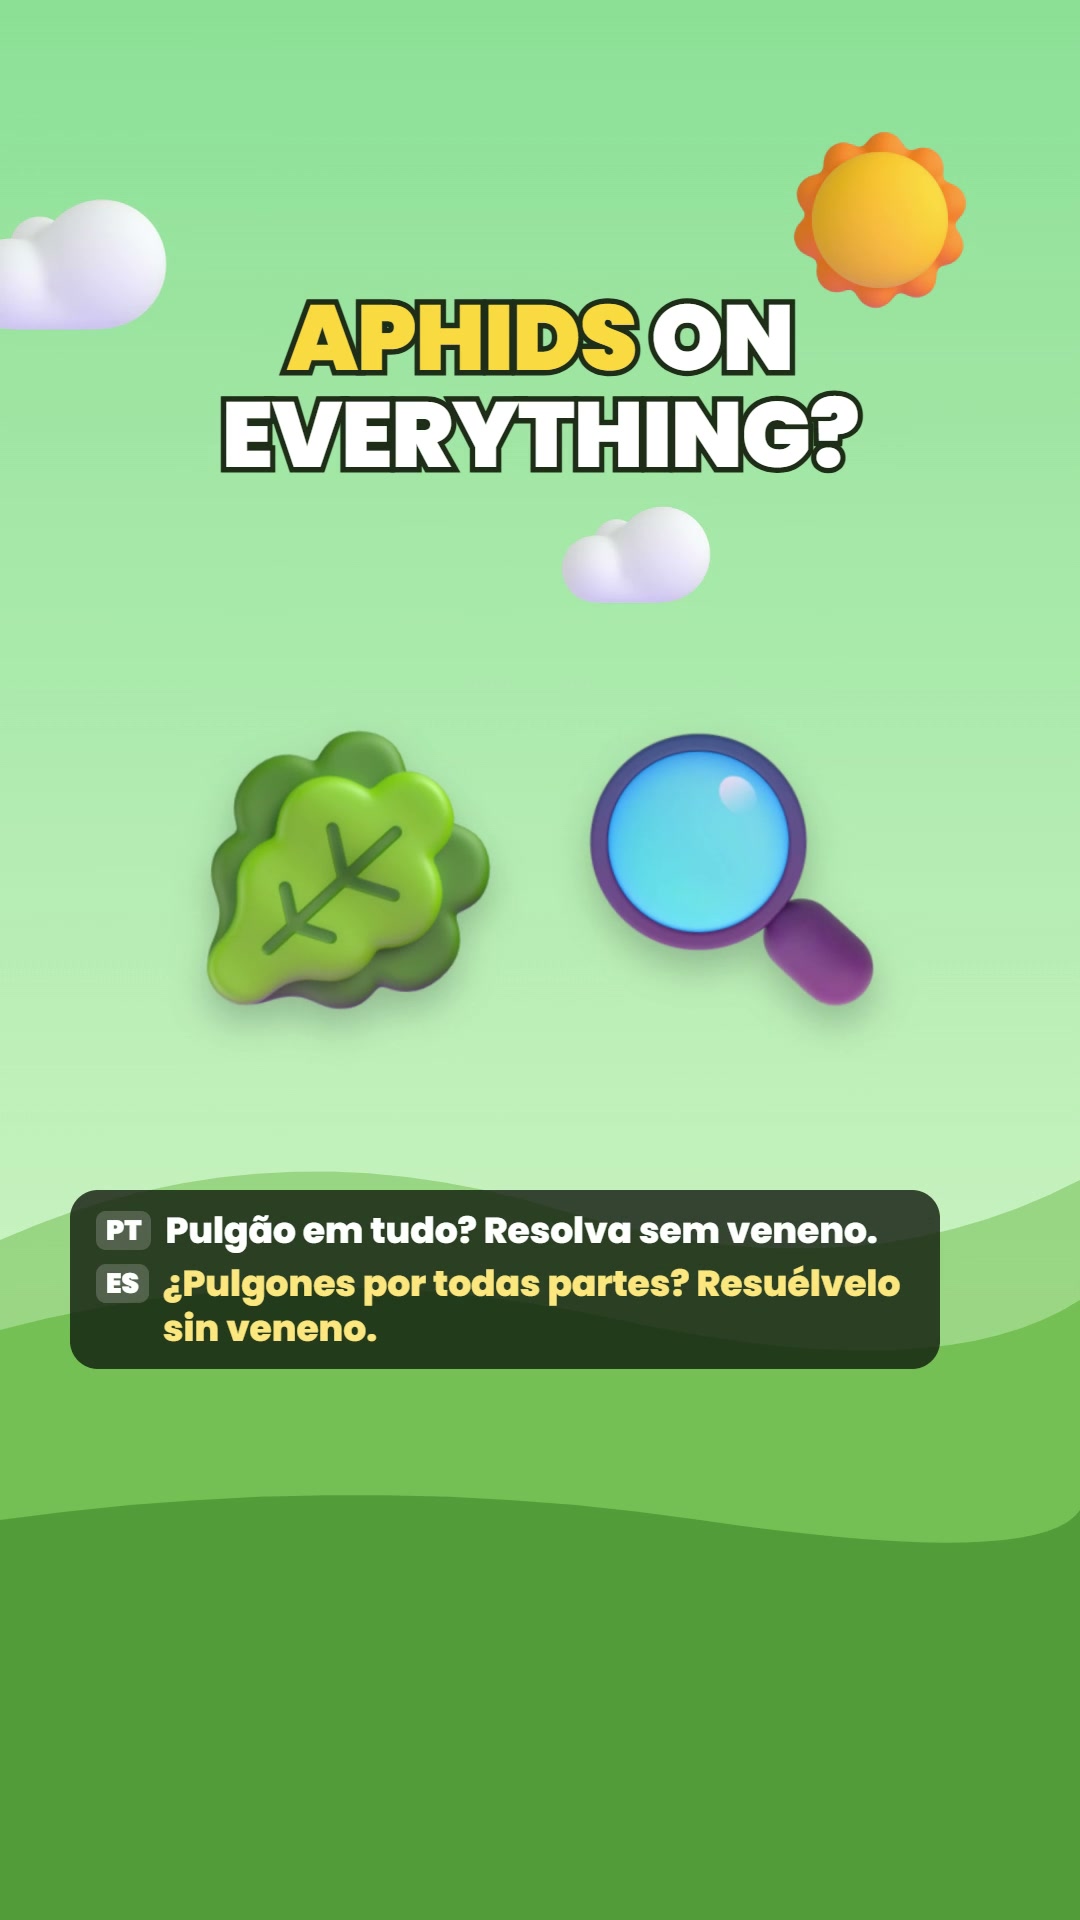 APHIDS ON
EVERYTHING?
PT Pulgão em tudo? Resolva sem veneno.
ES ¿Pulgones por todas partes? Resuélvelo
sin veneno.